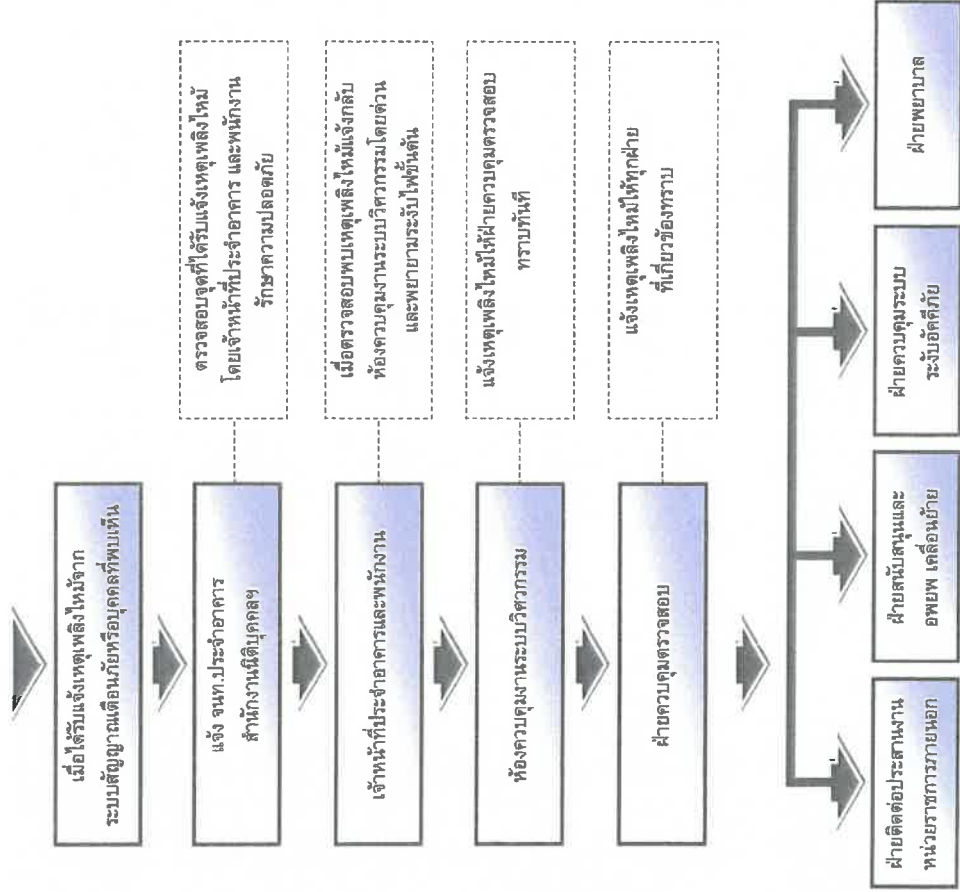 เมื่อได้รับแจ้งเหตุเพลิงไหม้จาก
ระบบสัญญาณเตือนภัยหรือบุคคลที่พบเห็น
แจ้ง จนท.ประจำอาคาร
สำนักงานนิติบุคคลฯ
ตรวจสอบจุดที่ได้รับแจ้งเหตุเพลิงไหม้
โดยเจ้าหน้าที่ประจำอาคาร และพนักงาน
รักษาความปลอดภัย
เจ้าหน้าที่ประจำอาคารและพนักงาน
เมื่อตรวจสอบพบเหตุเพลิงไหม้แจ้งกลับ
ห้องควบคุมงานระบบวิศวกรรมโดยด่วน
และพยายามระงับไฟขั้นต้น
ห้องควบคุมงานระบบวิศวกรรม
แจ้งเหตุเพลิงไหม้ให้ฝ่ายควบคุมตรวจสอบ
ทราบทันที
ฝ่ายควบคุมตรวจสอบ
แจ้งเหตุเพลิงไหม้ให้ทุกฝ่าย
ที่เกี่ยวข้องทราบ
ฝ่ายติดต่อประสานงาน
หน่วยราชการภายนอก
ฝ่ายสนับสนุนและ
อพยพ เคลื่อนย้าย
ฝ่ายควบคุมระบบ
ระงับอัคคีภัย
ฝ่ายพยาบาล